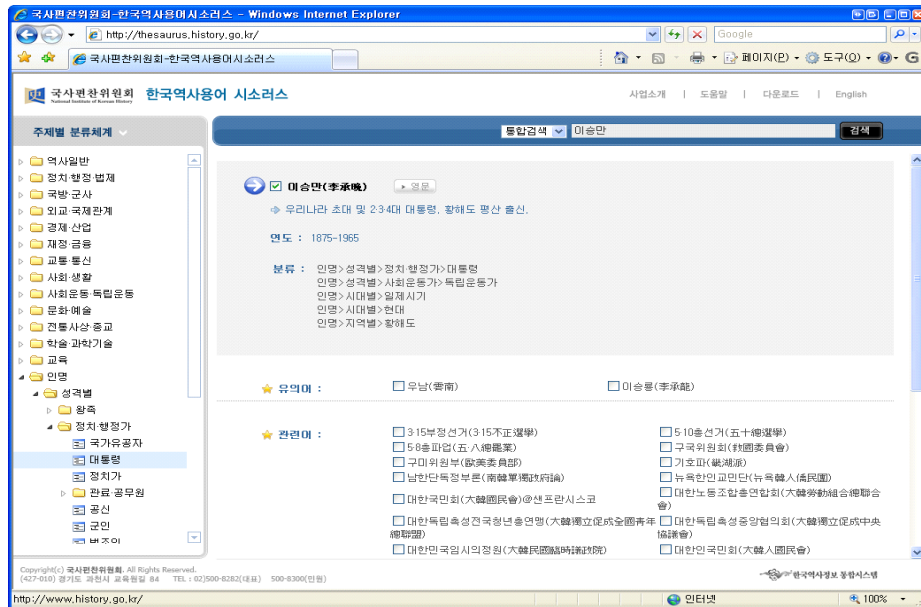 국사편찬위원회-한국역사용어시소러스 - Windows Internet Explorer
http://thesaurus.history.go.kr/
Google
국사편찬위원회-한국역사용어시소러스
페이지(P)
도구(O)
국사편찬위원회
National Institute of Korean History
한국역사용어 시소러스
사업소개 | 도움말 | 다운로드 | English
주제별 분류체계
통합검색
이승만
검색
역사일반
정치·행정·법제
국방·군사
외교·국제관계
경제·산업
재정·금융
교통·통신
사회·생활
사회운동·독립운동
문화·예술
전통사상·종교
학술·과학기술
교육
인명
성격별
왕족
정치·행정가
국가유공자
대통령
정치가
관료·공무원
공신
군인
법조인
이승만(李承晩)
영문
우리나라 초대 및 2·3·4대 대통령, 황해도 평산 출신.
연도 : 1875-1965
분류 : 인명>성격별>정치·행정가>대통령
인명>성격별>사회운동가>독립운동가
인명>시대별>일제시기
인명>시대별>현대
인명>지역별>황해도
유의어 : 우남(雲南) 이승룡(李承龍)
관련어 : 3·15부정선거(3·15不正選擧) 5·10총선거(五·十總選擧)
5·8총파업(五·八總罷業) 구국위원회(救國委員會)
구미위원부(歐美委員部) 기호파(畿湖派)
남한단독정부론(南韓單獨政府論) 뉴욕한인교민단(뉴욕韓人僑民團)
대한국민회(大韓國民會)@샌프란시스코 대한노동조합총연합회(大韓勞動組合總聯合會)
대한독립촉성전국청년총연맹(大韓獨立促成全國靑年總聯盟) 대한독립촉성중앙협의회(大韓獨立促成中央協議會)
대한민국임시의정원(大韓民國臨時議政院) 대한인국민회(大韓人國民會)
Copyright(c) 국사편찬위원회. All Rights Reserved.
(427-010) 경기도 과천시 교육원길 84 TEL : 02)500-8282(대표) 500-8300(민원)
한국역사정보 통합시스템
http://www.history.go.kr/
인터넷
100%